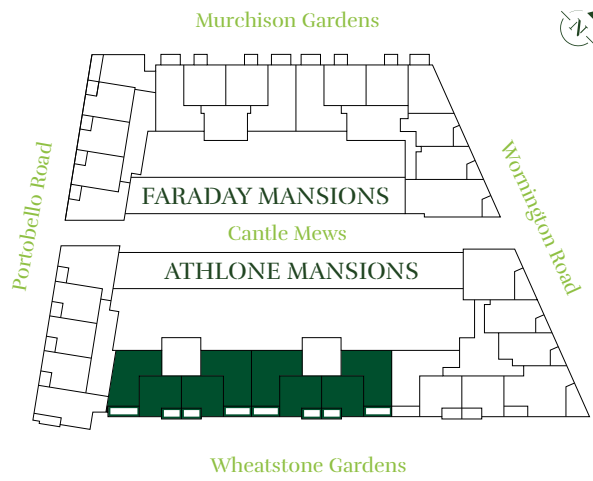 Murchison Gardens
N
Portobello Road
Wornington Road
FARADAY MANSIONS
Cantle Mews
ATHLONE MANSIONS
Wheatstone Gardens